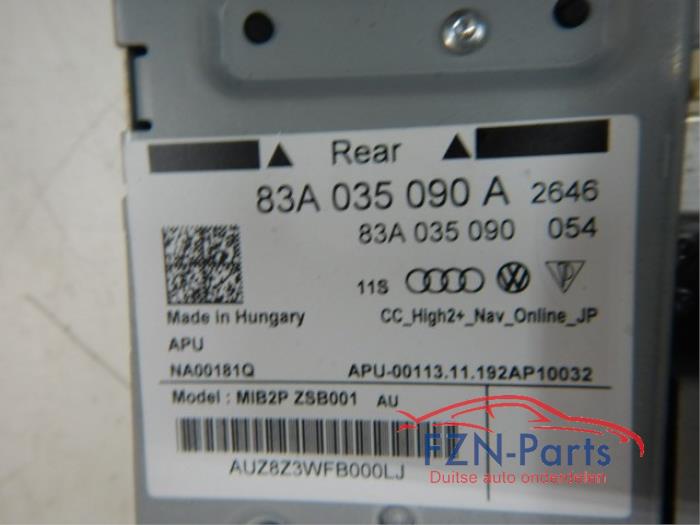 Rear
83A 035 090 A 2646
83A 035 090 054
11S
Made in Hungary CC_High2+_Nav_Online_JP
APU
NA00181Q APU-00113.11.192AP10032
Model : MIB2P ZSB001 AU
AUZ8Z3WFB000LJ
FZN-Parts
Duitse auto onderdelen